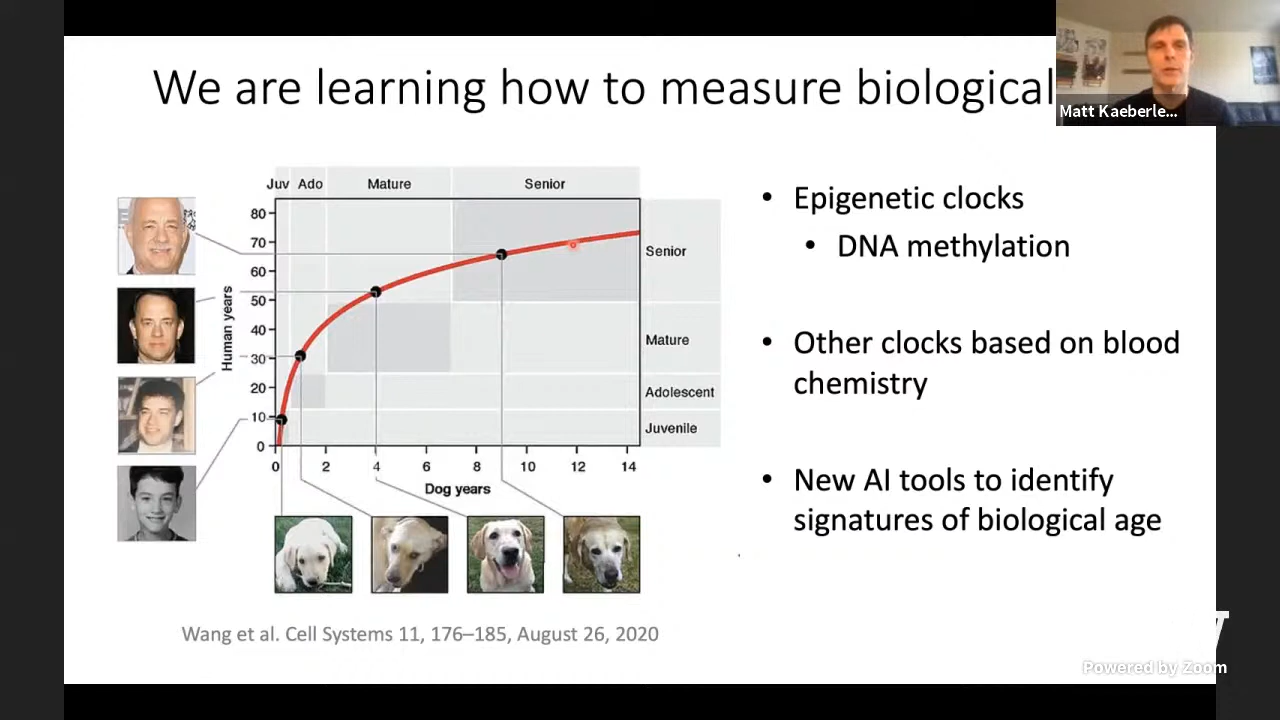 We are learning how to measure biological
Matt Kaeberle...
Juv Ado Mature Senior
80
70
60
50
40
30
20
10
0
Human years
Senior
Mature
Adolescent
Juvenile
0 2 4 6 8 10 12 14
Dog years
• Epigenetic clocks
• DNA methylation
• Other clocks based on blood
chemistry
• New AI tools to identify
signatures of biological age
Wang et al. Cell Systems 11, 176–185, August 26, 2020
Powered by Zoom